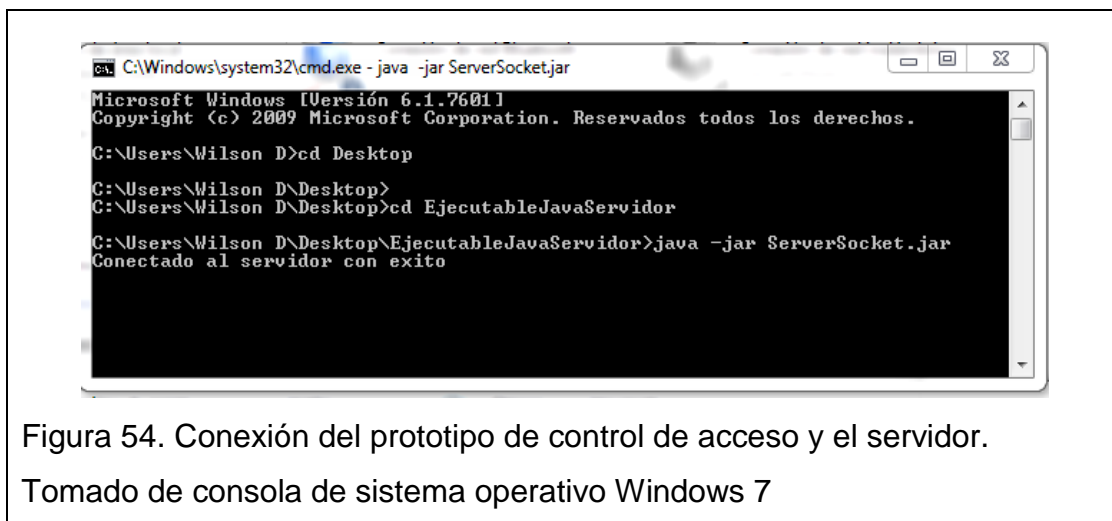 C:\Windows\system32\cmd.exe - java -jar ServerSocket.jar
Microsoft Windows [Versión 6.1.7601]
Copyright (c) 2009 Microsoft Corporation. Reservados todos los derechos.
C:\Users\Wilson D>cd Desktop
C:\Users\Wilson D\Desktop>
C:\Users\Wilson D\Desktop>cd EjecutableJavaServidor
C:\Users\Wilson D\Desktop\EjecutableJavaServidor>java -jar ServerSocket.jar
Conectado al servidor con exito
Figura 54. Conexión del prototipo de control de acceso y el servidor.
Tomado de consola de sistema operativo Windows 7